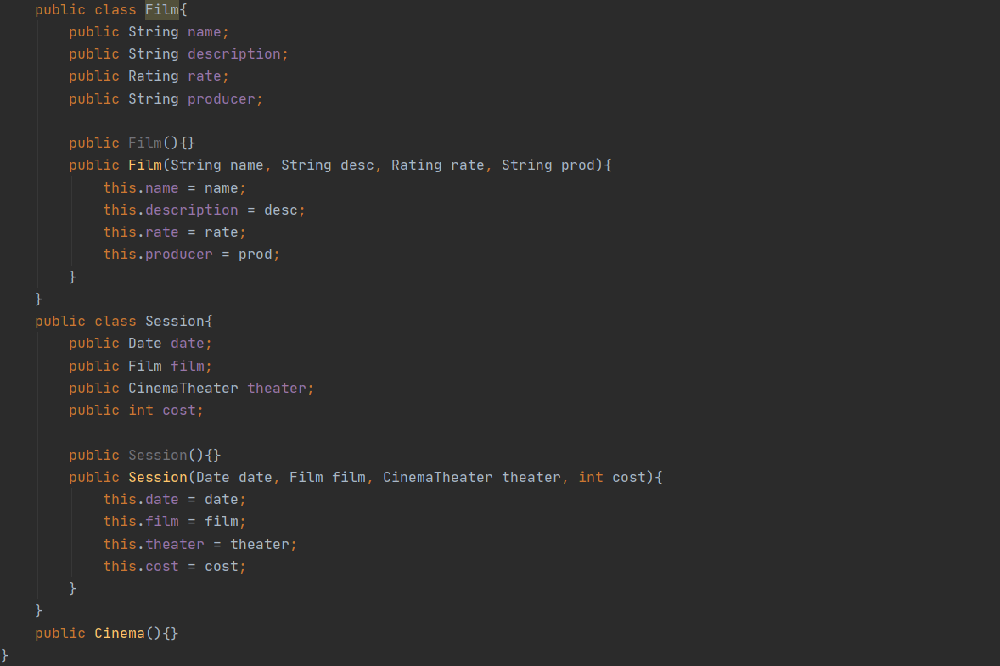 public class Film{
public String name;
public String description;
public Rating rate;
public String producer;
public Film(){}
public Film(String name, String desc, Rating rate, String prod){
this.name = name;
this.description = desc;
this.rate = rate;
this.producer = prod;
}
}
public class Session{
public Date date;
public Film film;
public CinemaTheater theater;
public int cost;
public Session(){}
public Session(Date date, Film film, CinemaTheater theater, int cost){
this.date = date;
this.film = film;
this.theater = theater;
this.cost = cost;
}
}
public Cinema(){}
}